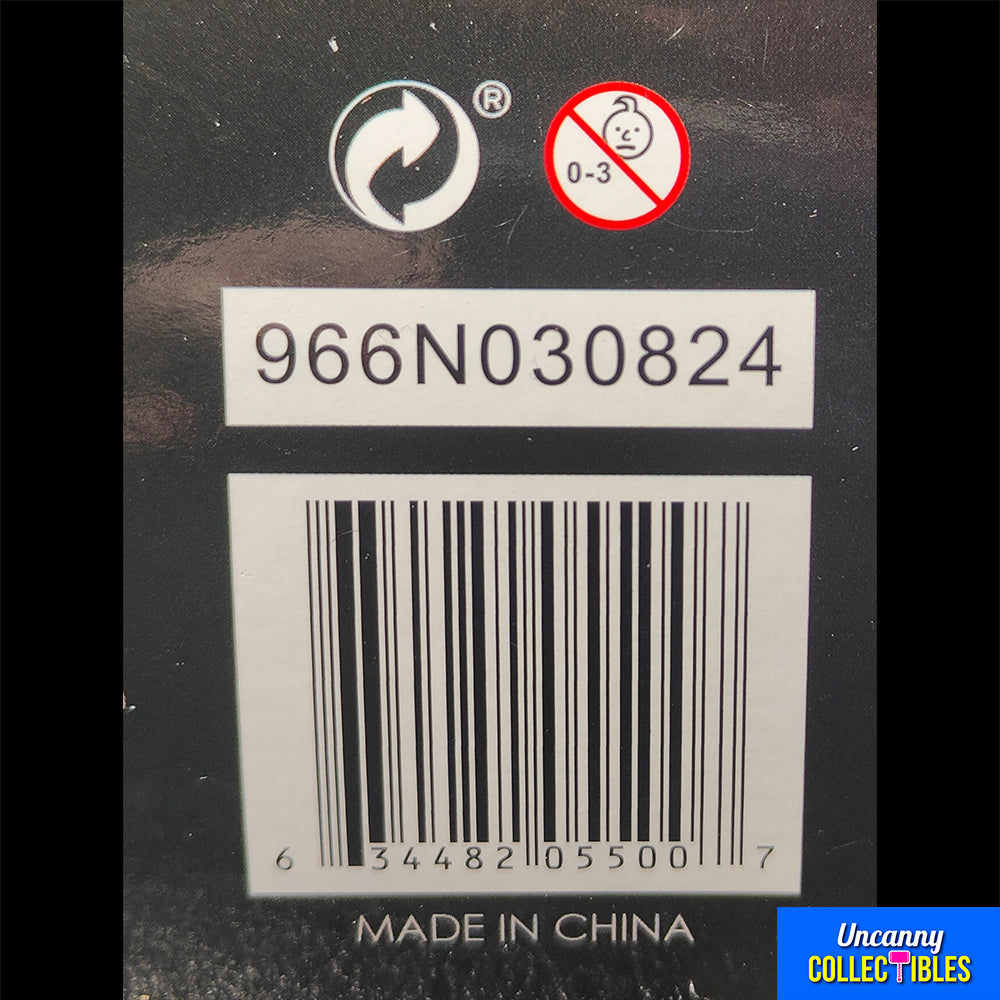 ®
0-3
966N030824
6 34482 05500 7
MADE IN CHINA
Uncanny
COLLECTIBLES